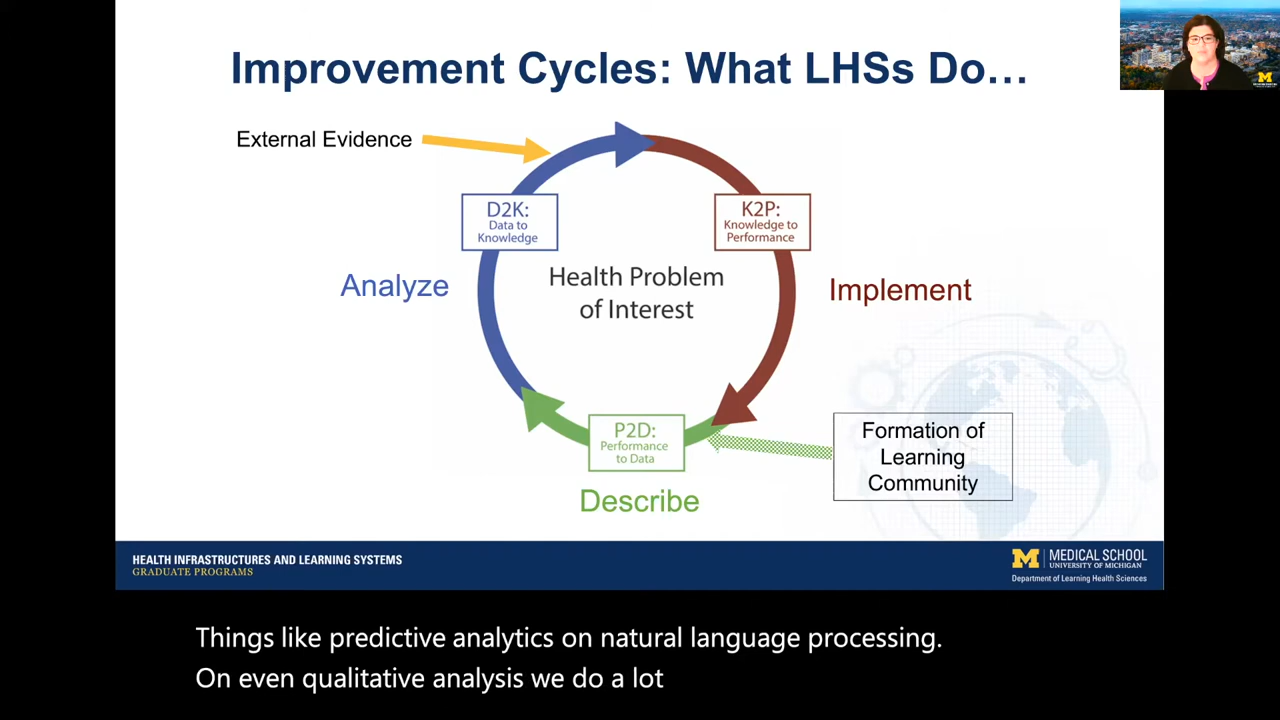 Improvement Cycles: What LHSs Do…
External Evidence
D2K:
Data to
Knowledge
K2P:
Knowledge to
Performance
Analyze
Health Problem
of Interest
Implement
P2D:
Performance
to Data
Formation of
Learning
Community
Describe
HEALTH INFRASTRUCTURES AND LEARNING SYSTEMS
GRADUATE PROGRAMS
M MEDICAL SCHOOL
UNIVERSITY OF MICHIGAN
Department of Learning Health Sciences
Things like predictive analytics on natural language processing.
On even qualitative analysis we do a lot